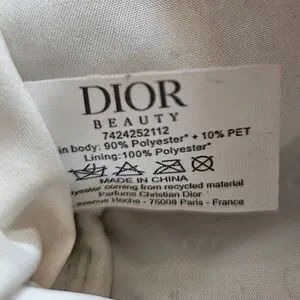 DIOR
BEAUTY
7424252112
in body: 90% Polyester* + 10% PET
Lining: 100% Polyester*
MADE IN CHINA
yester coming from recycled material
Parfums Christian Dior
avenue Hoche - 75008 Paris - France